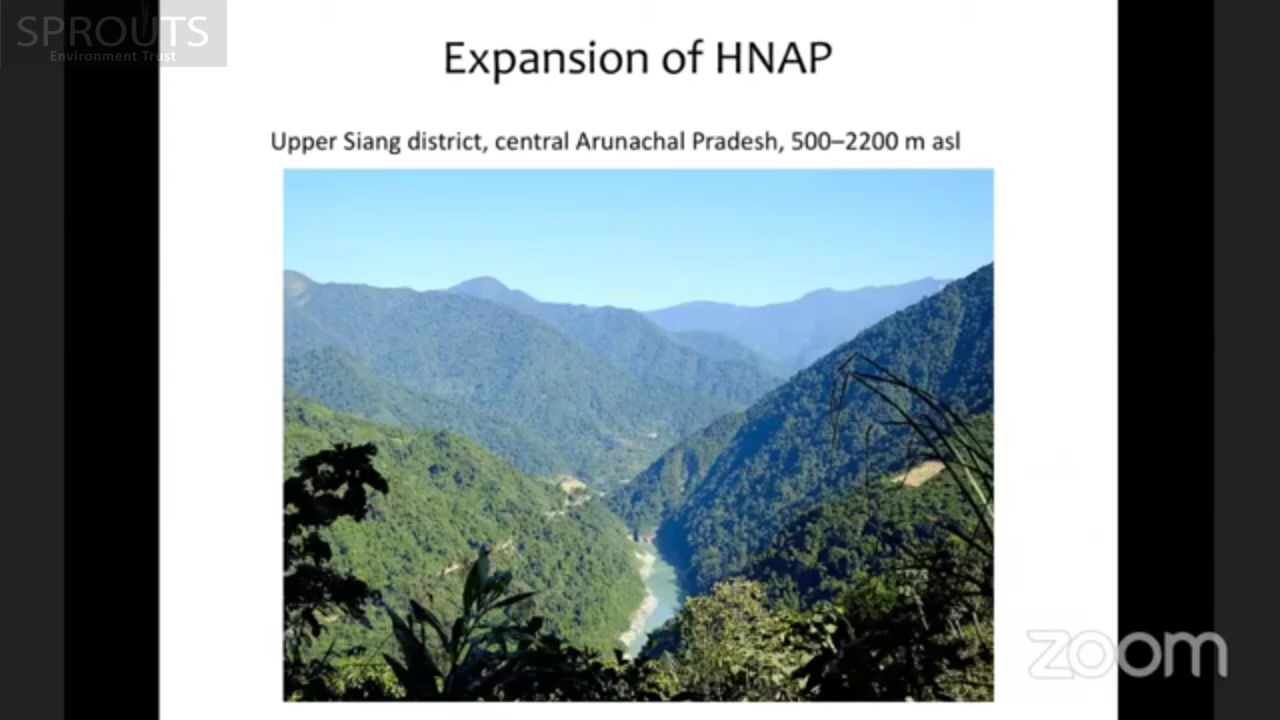 SPROUTS
Environment Trust
Expansion of HNAP
Upper Siang district, central Arunachal Pradesh, 500–2200 m asl
zoom